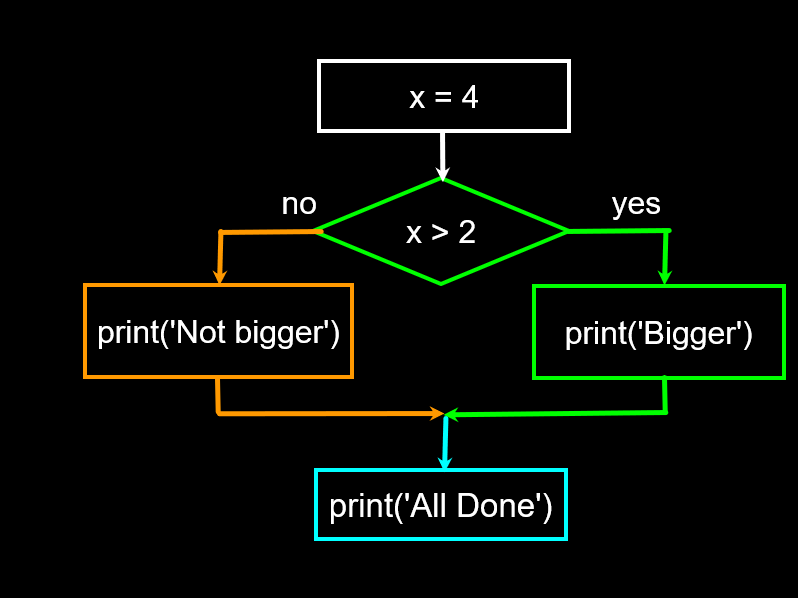 x = 4
no
yes
x > 2
print('Not bigger')
print('Bigger')
print('All Done')